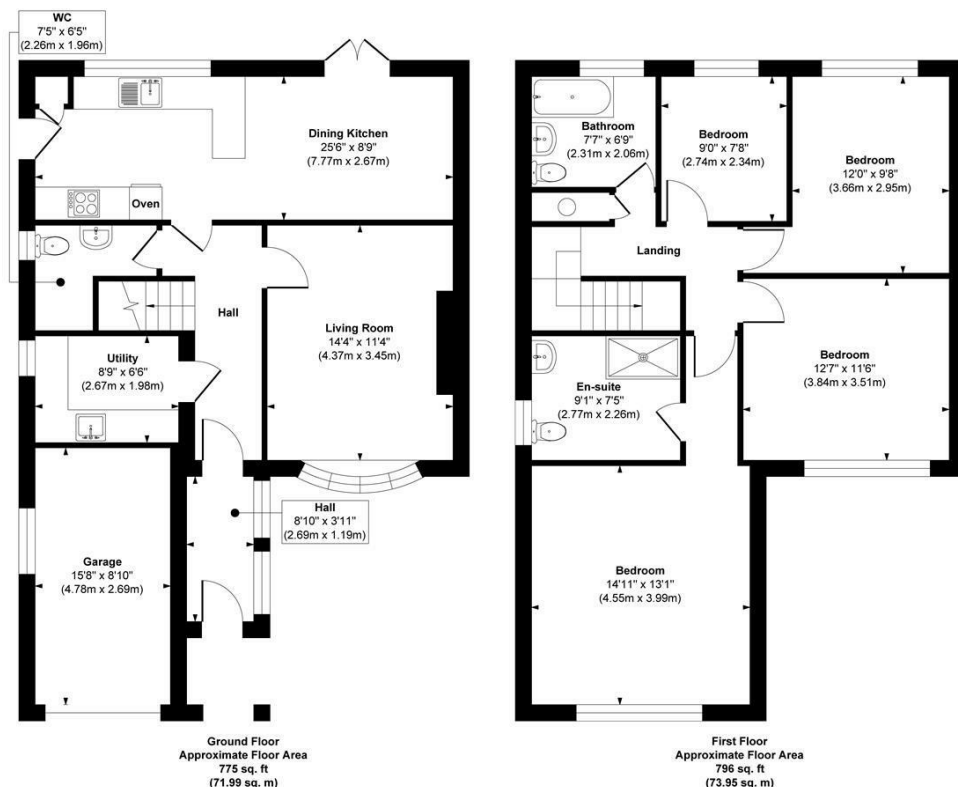 WC
7'5" x 6'5"
(2.26m x 1.96m)
Dining Kitchen
25'6" x 8'9"
(7.77m x 2.67m)
Oven
Hall
Living Room
14'4" x 11'4"
(4.37m x 3.45m)
Utility
8'9" x 6'6"
(2.67m x 1.98m)
Hall
8'10" x 3'11"
(2.69m x 1.19m)
Garage
15'8" x 8'10"
(4.78m x 2.69m)
Ground Floor
Approximate Floor Area
775 sq. ft
(71.99 sq. m)
Bathroom
7'7" x 6'9"
(2.31m x 2.06m)
Bedroom
9'0" x 7'8"
(2.74m x 2.34m)
Bedroom
12'0" x 9'8"
(3.66m x 2.95m)
Landing
Bedroom
12'7" x 11'6"
(3.84m x 3.51m)
En-suite
9'1" x 7'5"
(2.77m x 2.26m)
Bedroom
14'11" x 13'1"
(4.55m x 3.99m)
First Floor
Approximate Floor Area
796 sq. ft
(73.95 sq. m)